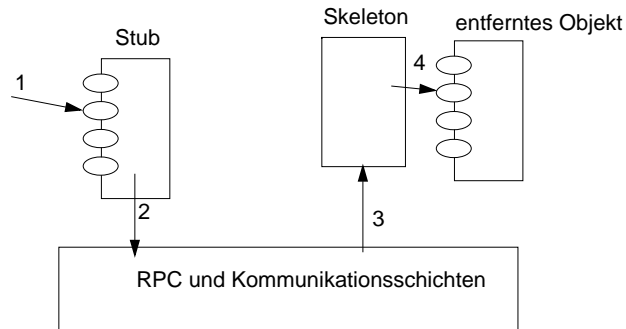 Stub
Skeleton
entferntes Objekt
1
4
2
3
RPC und Kommunikationsschichten